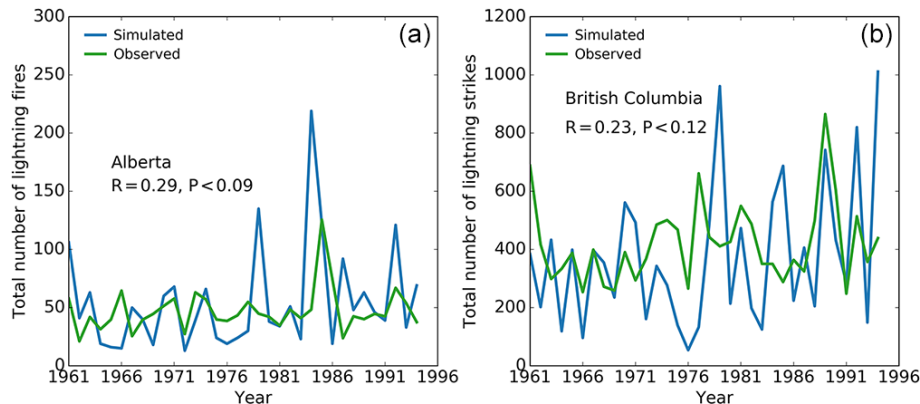 300
250
200
150
100
50
0
Total number of lightning fires
Simulated
Observed
(a)
Alberta
R=0.29, P<0.09
1961 1966 1971 1976 1981 1986 1991 1996
Year
1200
1000
800
600
400
200
0
Total number of lightning strikes
Simulated
Observed
(b)
British Columbia
R=0.23, P<0.12
1961 1966 1971 1976 1981 1986 1991 1996
Year